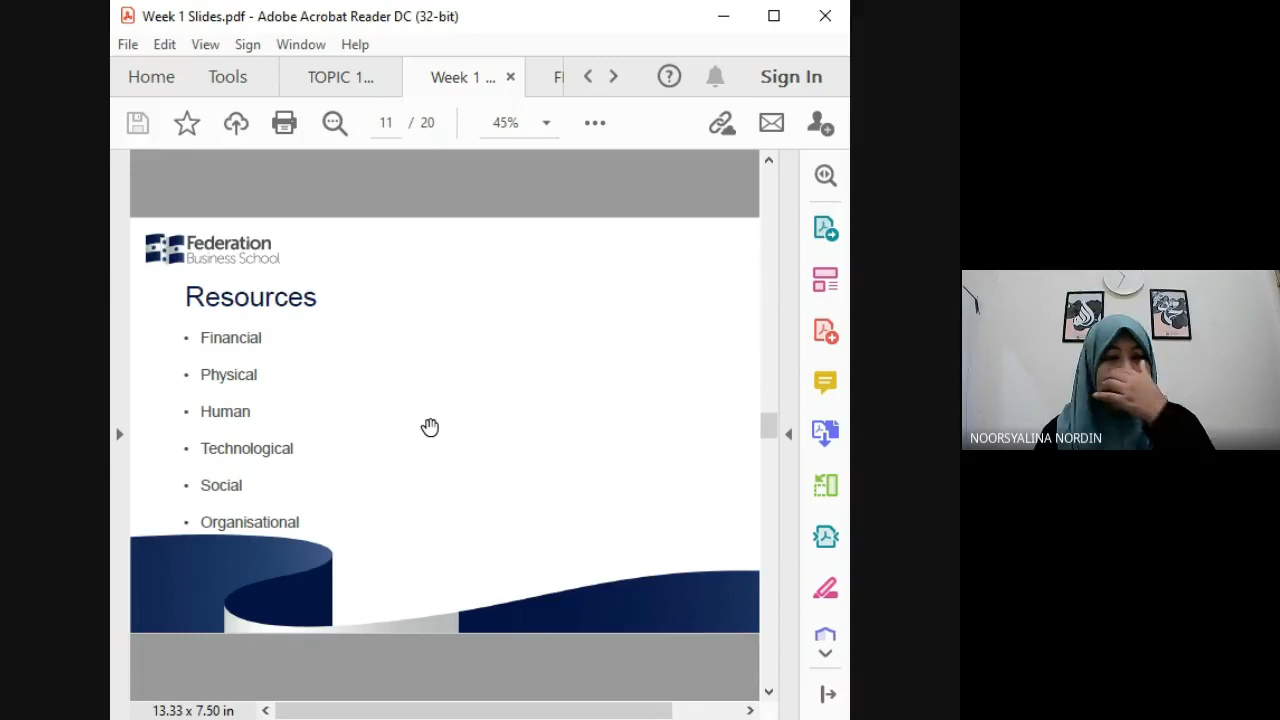 Week 1 Slides.pdf - Adobe Acrobat Reader DC (32-bit)
File Edit View Sign Window Help
Home Tools TOPIC 1... Week 1 ... Sign In
11 / 20 45%
Federation
Business School
Resources
• Financial
• Physical
• Human
• Technological
• Social
• Organisational
NOORSYALINA NORDIN
13.33 x 7.50 in